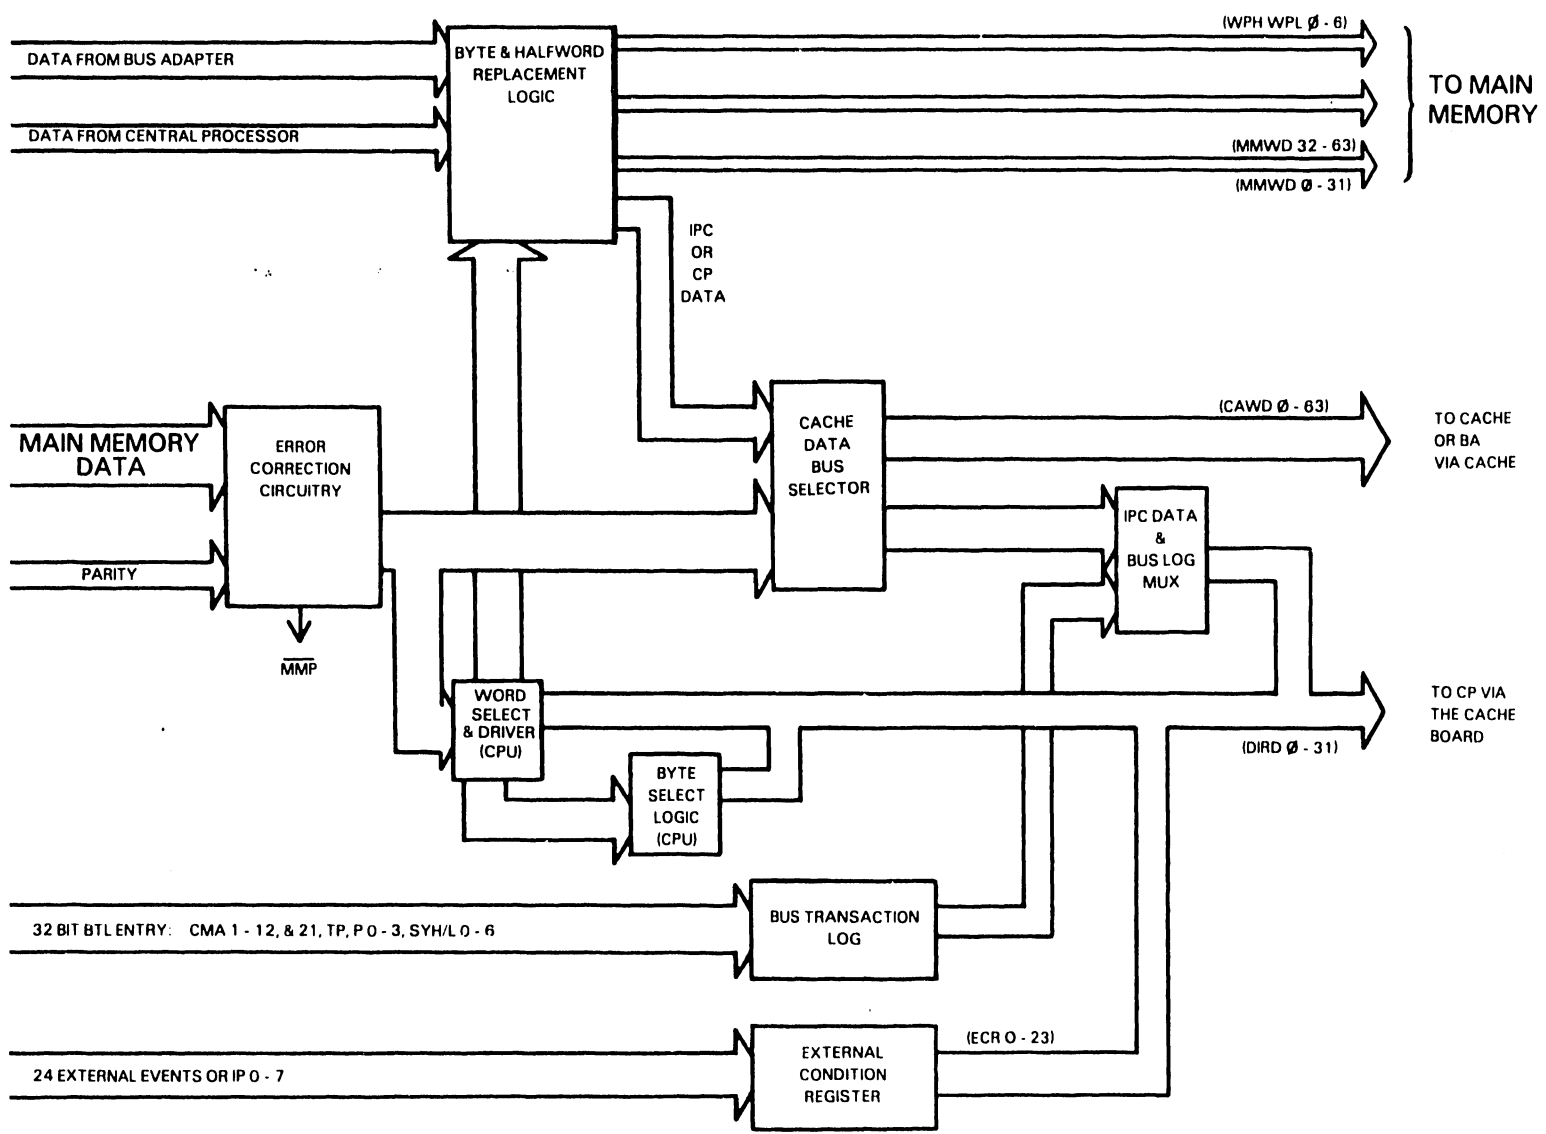 (WPH WPL Ø - 6)
DATA FROM BUS ADAPTER
BYTE & HALFWORD
REPLACEMENT
LOGIC
TO MAIN
MEMORY
DATA FROM CENTRAL PROCESSOR
(MMWD 32 - 63)
(MMWD Ø - 31)
IPC
OR
CP
DATA
MAIN MEMORY
DATA
ERROR
CORRECTION
CIRCUITRY
CACHE
DATA
BUS
SELECTOR
(CAWD Ø - 63)
TO CACHE
OR BA
VIA CACHE
PARITY
IPC DATA
&
BUS LOG
MUX
MMP
WORD
SELECT
& DRIVER
(CPU)
TO CP VIA
THE CACHE
BOARD
(DIRD Ø - 31)
BYTE
SELECT
LOGIC
(CPU)
32 BIT BTL ENTRY: CMA 1 - 12, & 21, TP, P 0 - 3, SYH/L 0 - 6
BUS TRANSACTION
LOG
(ECR 0 - 23)
24 EXTERNAL EVENTS OR IP 0 - 7
EXTERNAL
CONDITION
REGISTER